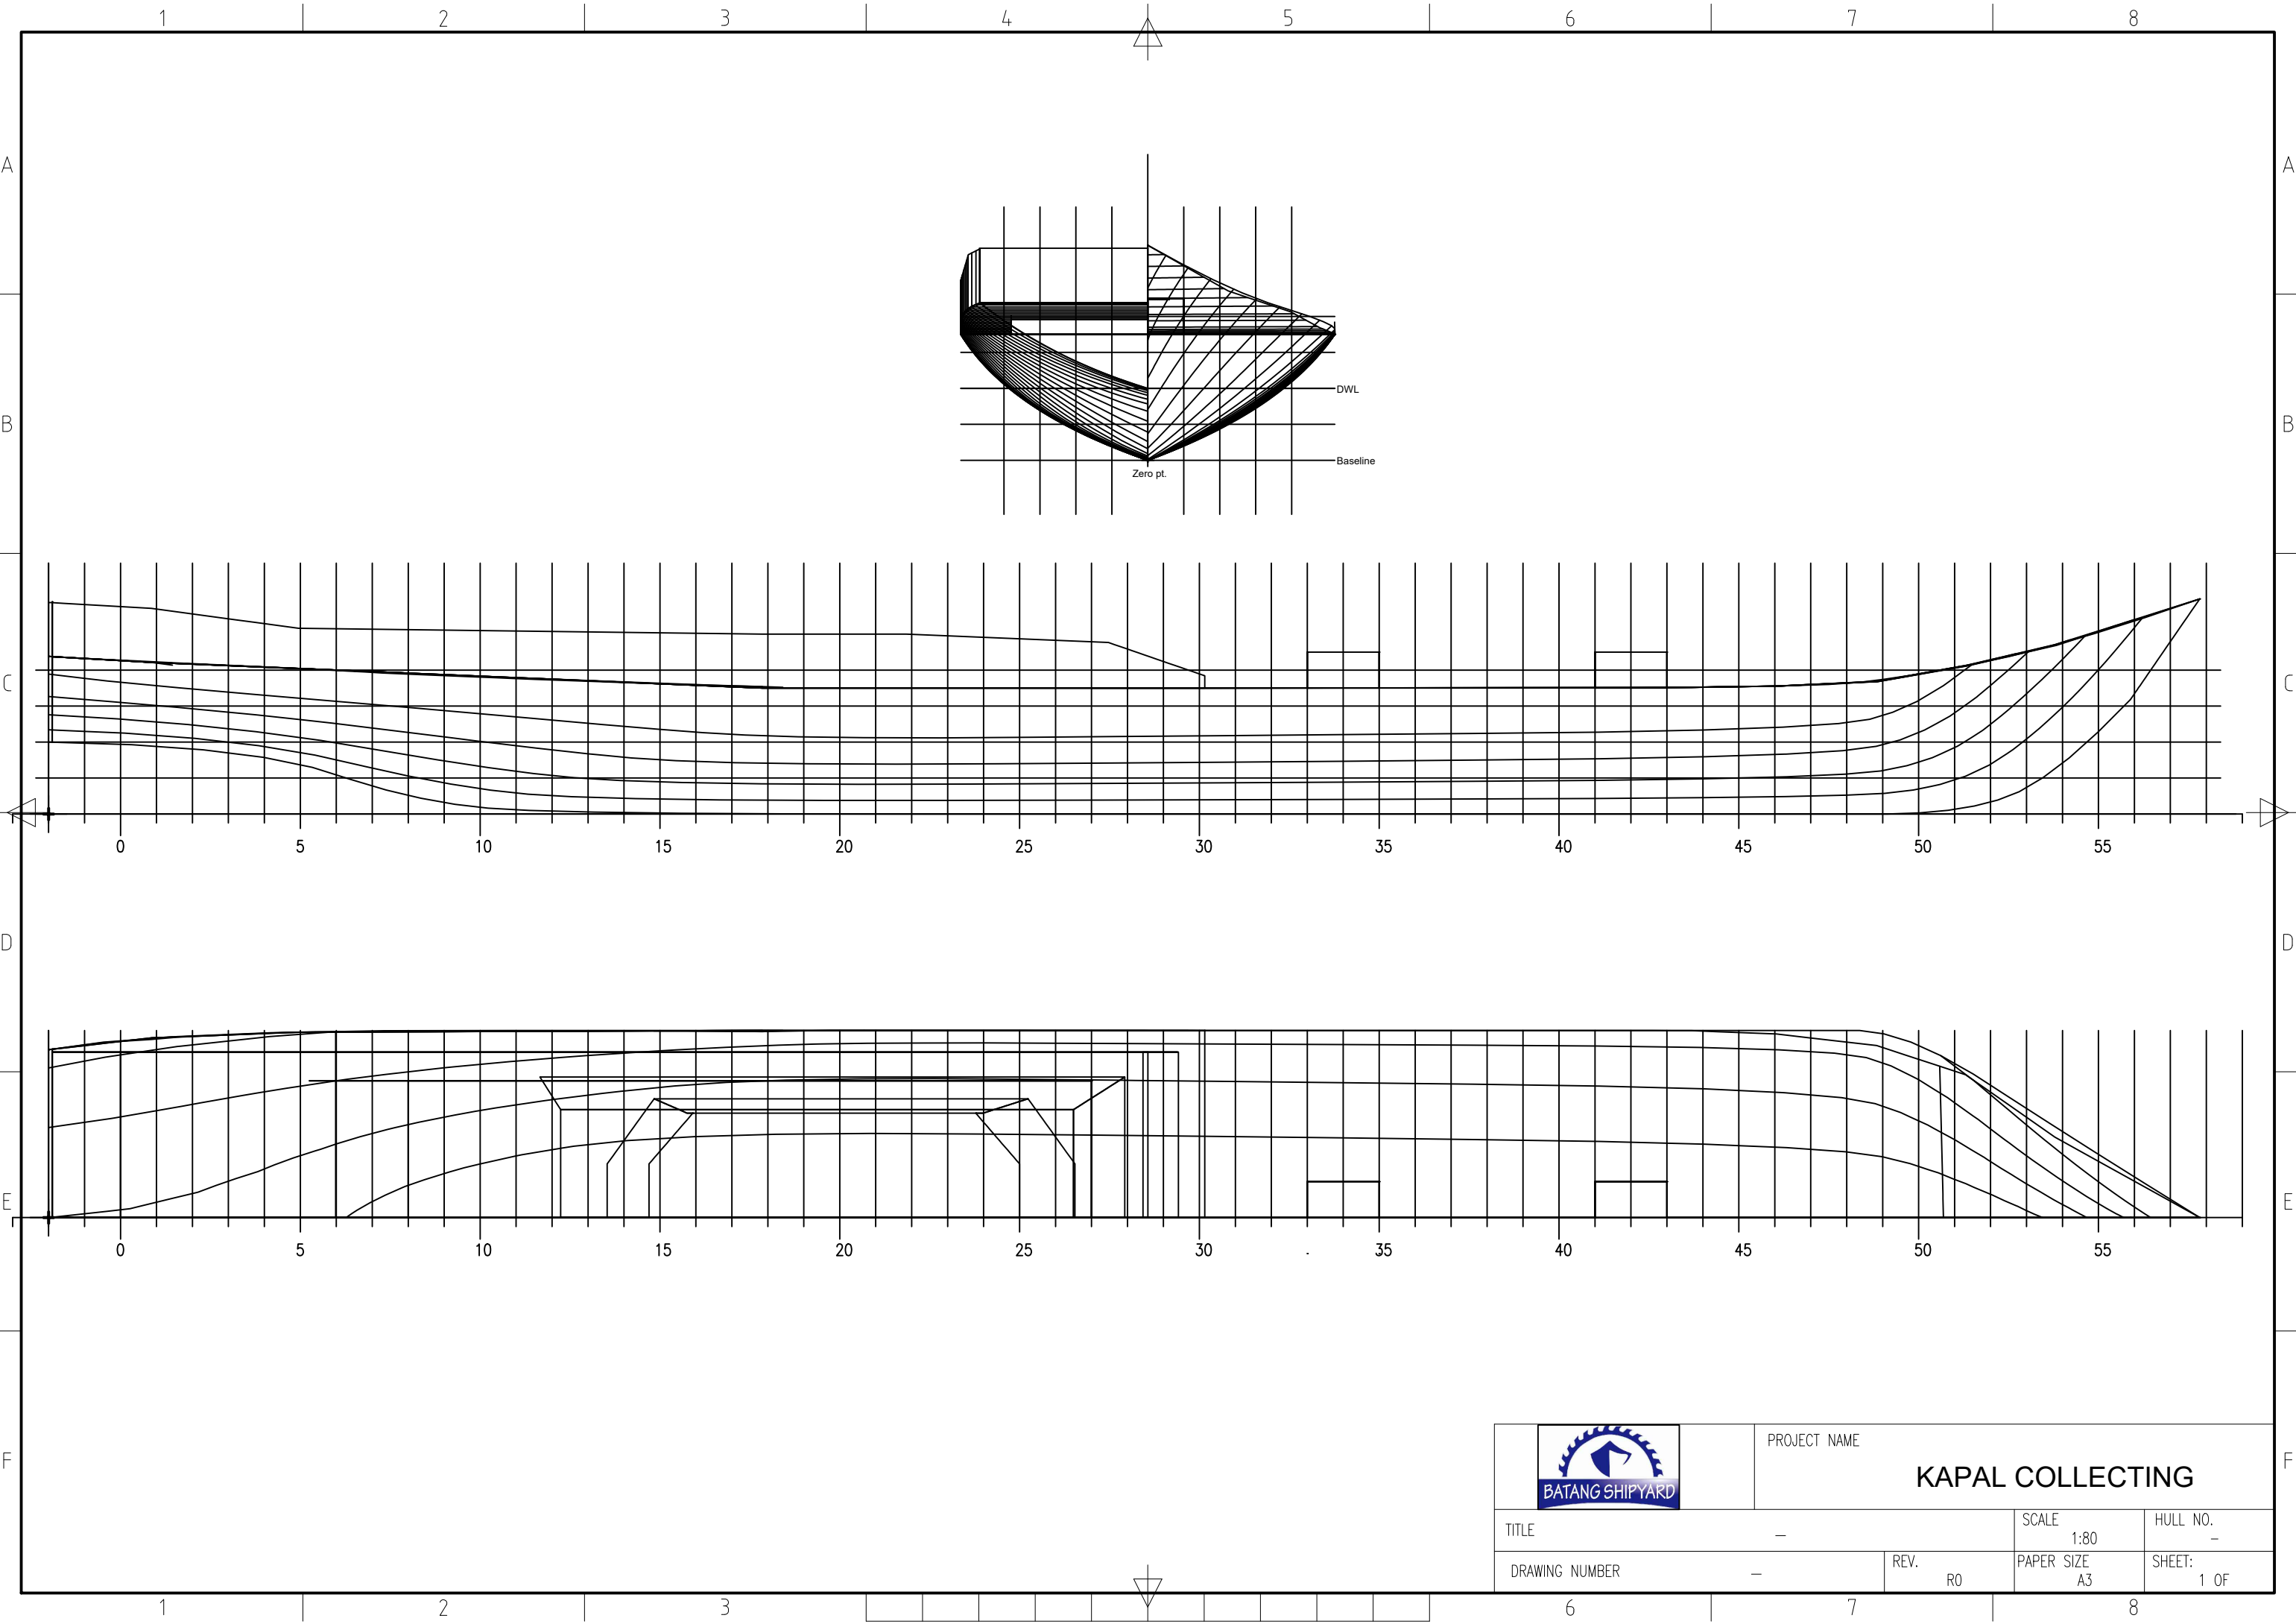 1 2 3 4 5 6 7 8
A A
B B
DWL
Baseline
Zero pt.
C C
0 5 10 15 20 25 30 35 40 45 50 55
D D
E E
0 5 10 15 20 25 30 35 40 45 50 55
F F
BATANG SHIPYARD
PROJECT NAME
KAPAL COLLECTING
TITLE –
SCALE
1:80
HULL NO.
–
DRAWING NUMBER –
REV.
R0
PAPER SIZE
A3
SHEET:
1 OF
1 2 3 6 7 8